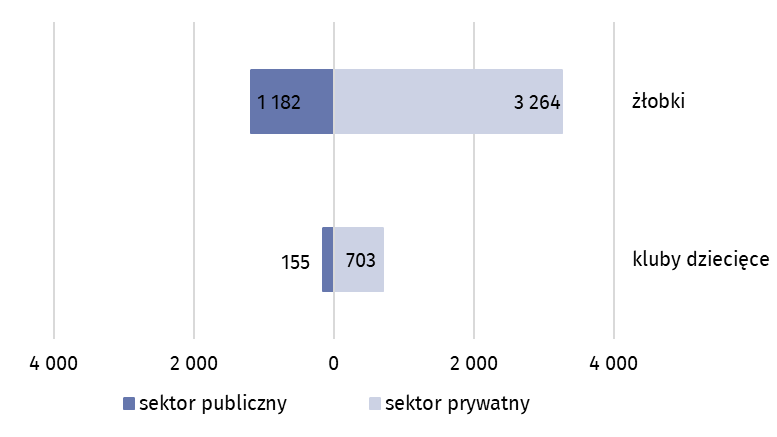 1 182 3 264 żłobki
155 703 kluby dziecięce
4 000 2 000 0 2 000 4 000
sektor publiczny sektor prywatny